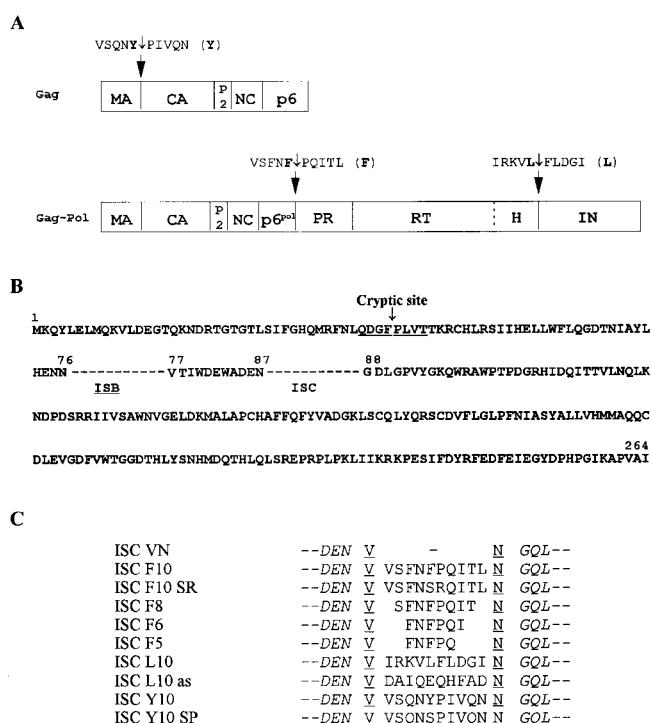 A
VSQNY↓PIVQN (Y)
Gag
MA CA P2 NC p6
VSFNF↓PQITL (F) IRKVL↓FLDGI (L)
Gag-Pol
MA CA P2 NC p6pol PR RT H IN
B
Cryptic site
↓
1
MKQYLELMQKVLDEGTQKNDRTGTGTLSIFGHQMRFNLQDGFPLVTTKRCHLRSIIHELLWFLQGDTNIAYL
76 77 87 88
HENN------------VTIWDEWADEN------------GDLGPVYGKQWRAWPTPDGRHIDQITTVLNQLK
ISB ISC
NDPDSRRIIVSAWNVGELDKMALAPCHAFFQFYVADGKLSCQLYQRSCDVFLGLPFNIASYALLVHMMAQQC
264
DLEVGDFVWTGGDTHLYSNHMDQTHLQLSREPRPLPKLIIKRKPESIFDYRFEDFEIEGYDPHPGIKAPVAI
C
ISC VN --DEN V - N GQL--
ISC F10 --DEN V VSFNFPQITL N GQL--
ISC F10 SR --DEN V VSFNSRQITL N GQL--
ISC F8 --DEN V SFNFPQIT N GQL--
ISC F6 --DEN V FNFPQI N GQL--
ISC F5 --DEN V FNFPQ N GQL--
ISC L10 --DEN V IRKVLFLDGI N GQL--
ISC L10 as --DEN V DAIQEQHFAD N GQL--
ISC Y10 --DEN V VSQNYPIVQN N GQL--
ISC Y10 SP --DEN V VSQNSPIVQN N GQL--